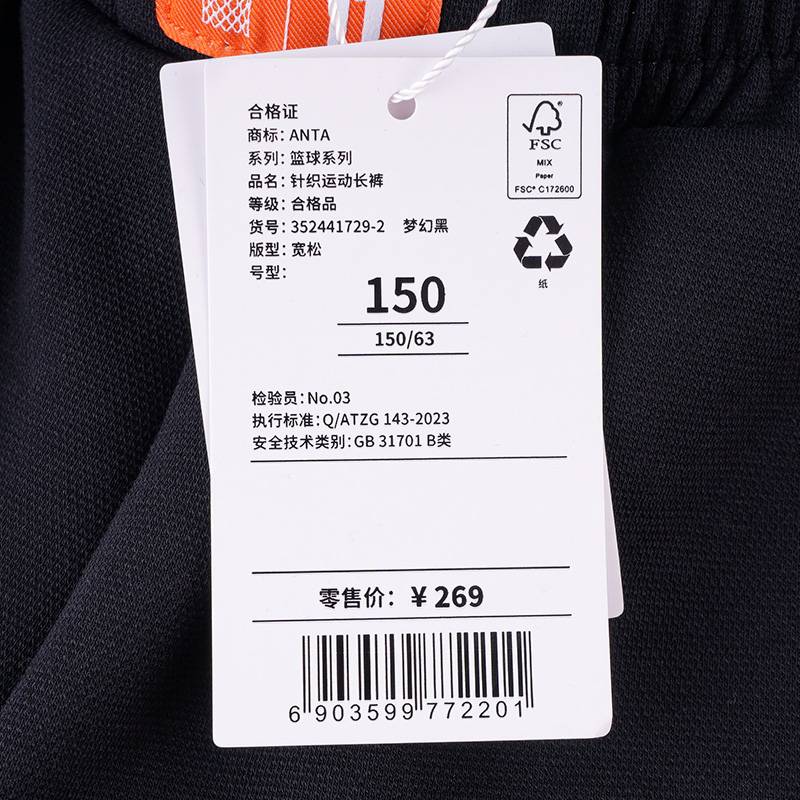 合格证
商标: ANTA
系列: 篮球系列
品名: 针织运动长裤
等级: 合格品
货号: 352441729-2 梦幻黑
版型: 宽松
号型:
150
150/63
FSC
MIX
Paper
FSC® C172600
纸
检验员: No.03
执行标准: Q/ATZG 143-2023
安全技术类别: GB 31701 B类
零售价: ¥ 269
6 903599 772201